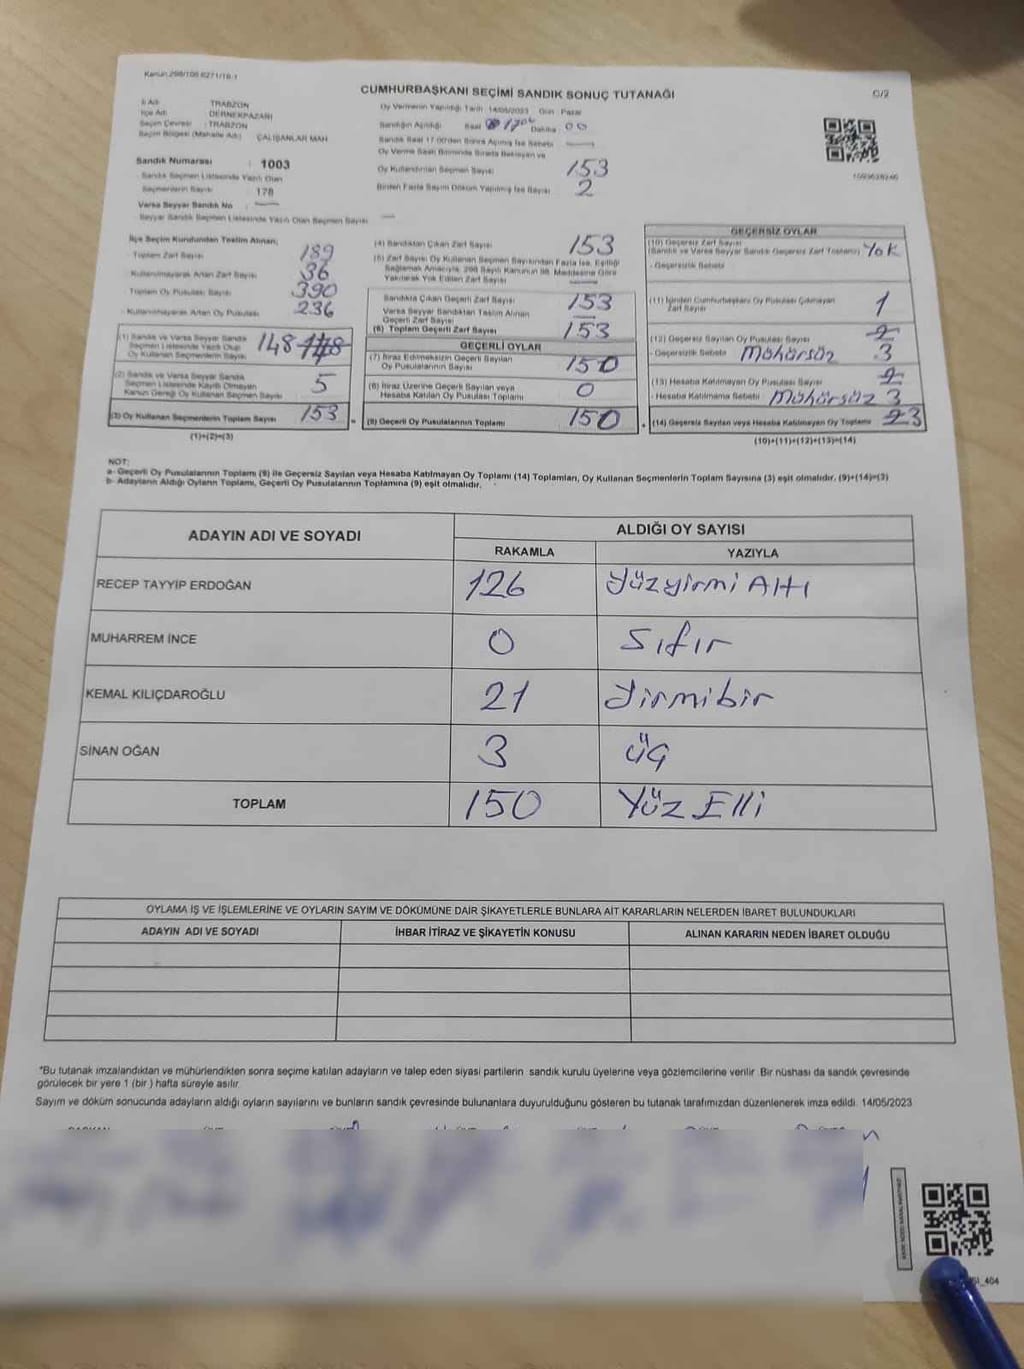 Kanun:298/105 6271/18-1
CUMHURBAŞKANI SEÇİMİ SANDIK SONUÇ TUTANAĞI
C/2
İl Adı : TRABZON
İlçe Adı : DERNEKPAZARI
Seçim Çevresi : TRABZON
Seçim Bölgesi (Mahalle Adı) : ÇALIŞANLAR MAH
Sandık Numarası : 1003
Sandık Seçmen Listesinde Yazılı Olan
Seçmenlerin Sayısı : 178
Varsa Seyyar Sandık No : —
Seyyar Sandık Seçmen Listesinde Yazılı Olan Seçmen Sayısı : —
Oy Vermenin Yapıldığı Tarih : 14/05/2023 Gün : Pazar
Sandığın Açıldığı Saat 17 Dakika : 00
Sandık Saat 17.00'den Sonra Açılmış İse Sebebi —
Oy Verme Saati Bitiminde Sırada Bekleyen ve
Oy Kullandırılan Seçmen Sayısı : 153
Birden Fazla Sayım Döküm Yapılmış İse Sayısı : 2
İlçe Seçim Kurulundan Teslim Alınan;
Toplam Zarf Sayısı : 189
Kullanılmayarak Artan Zarf Sayısı : 36
Toplam Oy Pusulası Sayısı : 390
Kullanılmayarak Artan Oy Pusulası : 236
(1) Sandık ve Varsa Seyyar Sandık
Seçmen Listesinde Yazılı Olup
Oy Kullanan Seçmenlerin Sayısı 148
(2) Sandık ve Varsa Seyyar Sandık
Seçmen Listesinde Kayıtlı Olmayan
Kanun Gereği Oy Kullanan Seçmen Sayısı 5
(3) Oy Kullanan Seçmenlerin Toplam Sayısı 153
(1)+(2)=(3)
(4) Sandıktan Çıkan Zarf Sayısı : 153
(5) Zarf Sayısı Oy Kullanan Seçmen Sayısından Fazla İse, Eşitliği
Sağlamak Amacıyla, 298 Sayılı Kanunun 98. Maddesine Göre
Yakılarak Yok Edilen Zarf Sayısı : —
Sandıkta Çıkan Geçerli Zarf Sayısı : 153
Varsa Seyyar Sandıktan Teslim Alınan
Geçerli Zarf Sayısı : —
(6) Toplam Geçerli Zarf Sayısı : 153
GEÇERLİ OYLAR
(7) İtiraz Edilmeksizin Geçerli Sayılan
Oy Pusulalarının Sayısı : 150
(8) İtiraz Üzerine Geçerli Sayılan veya
Hesaba Katılan Oy Pusulası Toplamı : 0
(9) Geçerli Oy Pusulalarının Toplamı : 150
GEÇERSİZ OYLAR
(10) Geçersiz Zarf Sayısı
(Sandık ve Varsa Seyyar Sandık Geçersiz Zarf Toplamı) : Yok
- Geçersizlik Sebebi :
(11) İçinden Cumhurbaşkanı Oy Pusulası Çıkmayan
Zarf Sayısı : 1
(12) Geçersiz Sayılan Oy Pusulası Sayısı : 2
- Geçersizlik Sebebi : Mühürsüz 3
(13) Hesaba Katılmayan Oy Pusulası Sayısı : 2
- Hesaba Katılmama Sebebi : Mühürsüz 3
(14) Geçersiz Sayılan veya Hesaba Katılmayan Oy Toplamı : 2 3
(10)+(11)+(12)+(13)=(14)
NOT:
a- Geçerli Oy Pusulalarının Toplamı (9) ile Geçersiz Sayılan veya Hesaba Katılmayan Oy Toplamı (14) Toplamları, Oy Kullanan Seçmenlerin Toplam Sayısına (3) eşit olmalıdır. (9)+(14)=(3)
b- Adayların Aldığı Oyların Toplamı, Geçerli Oy Pusulalarının Toplamına (9) eşit olmalıdır.
ADAYIN ADI VE SOYADI
ALDIĞI OY SAYISI
RAKAMLA YAZIYLA
RECEP TAYYİP ERDOĞAN 126 Yüzyirmi Altı
MUHARREM İNCE 0 Sıfır
KEMAL KILIÇDAROĞLU 21 Yirmibir
SİNAN OĞAN 3 üç
TOPLAM 150 Yüz Elli
OYLAMA İŞ VE İŞLEMLERİNE VE OYLARIN SAYIM VE DÖKÜMÜNE DAİR ŞİKAYETLERLE BUNLARA AİT KARARLARIN NELERDEN İBARET BULUNDUKLARI
ADAYIN ADI VE SOYADI İHBAR İTİRAZ VE ŞİKAYETİN KONUSU ALINAN KARARIN NEDEN İBARET OLDUĞU
*Bu tutanak imzalandıktan ve mühürlendikten sonra seçime katılan adayların ve talep eden siyasi partilerin sandık kurulu üyelerine veya gözlemcilerine verilir. Bir nüshası da sandık çevresinde
görülecek bir yere 1 (bir ) hafta süreyle asılır.
Sayım ve döküm sonucunda adayların aldığı oyların sayılarını ve bunların sandık çevresinde bulunanlara duyurulduğunu gösteren bu tutanak tarafımızdan düzenlenerek imza edildi. 14/05/2023